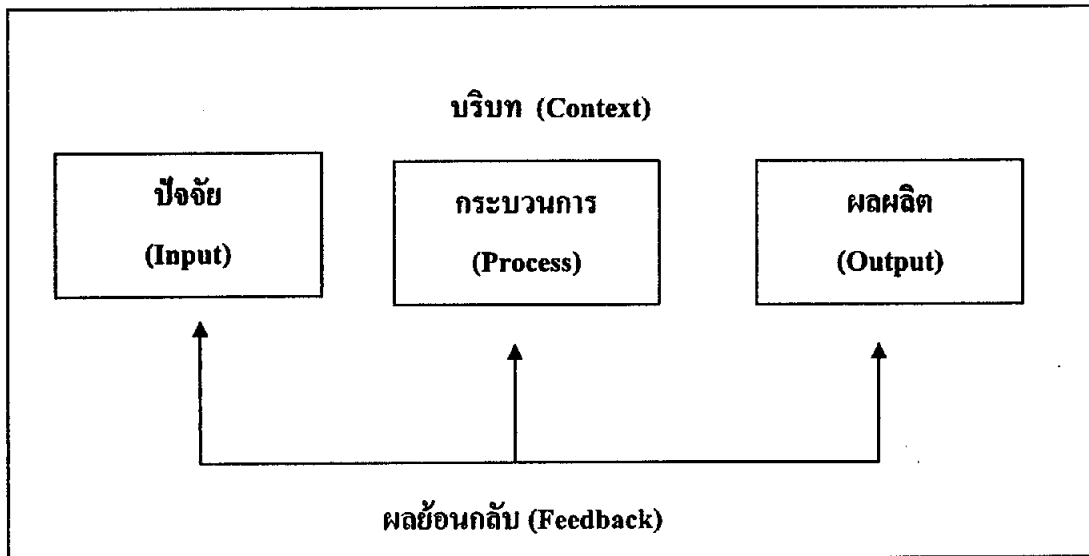 บริบท (Context)
ปัจจัย
(Input)
กระบวนการ
(Process)
ผลผลิต
(Output)
ผลย้อนกลับ (Feedback)